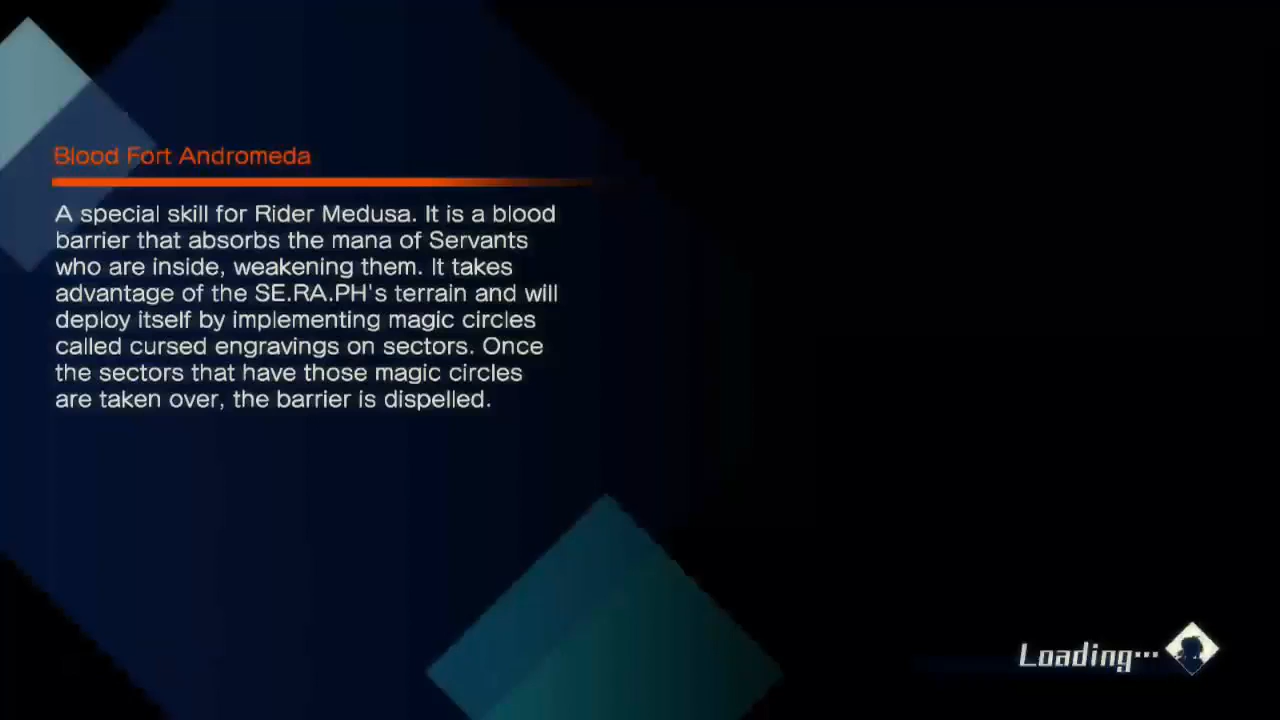 Blood Fort Andromeda
A special skill for Rider Medusa. It is a blood
barrier that absorbs the mana of Servants
who are inside, weakening them. It takes
advantage of the SE.RA.PH's terrain and will
deploy itself by implementing magic circles
called cursed engravings on sectors. Once
the sectors that have those magic circles
are taken over, the barrier is dispelled.
Loading…